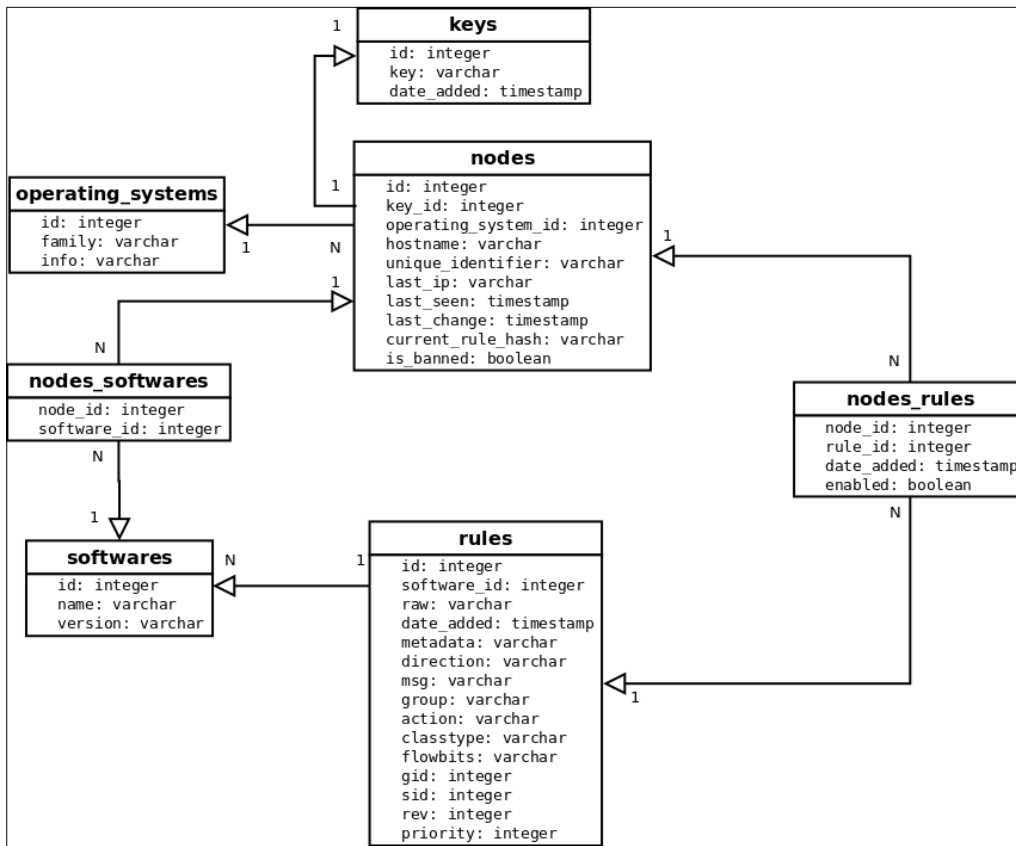 1
keys
id: integer
key: varchar
date_added: timestamp
nodes
1
id: integer
key_id: integer
operating_system_id: integer
hostname: varchar
unique_identifier: varchar
last_ip: varchar
last_seen: timestamp
last_change: timestamp
current_rule_hash: varchar
is_banned: boolean
operating_systems
id: integer
family: varchar
info: varchar
1
N
1
1
N
N
nodes_softwares
node_id: integer
software_id: integer
N
nodes_rules
node_id: integer
rule_id: integer
date_added: timestamp
enabled: boolean
N
1
softwares
id: integer
name: varchar
version: varchar
N
1
rules
id: integer
software_id: integer
raw: varchar
date_added: timestamp
metadata: varchar
direction: varchar
msg: varchar
group: varchar
action: varchar
classtype: varchar
flowbits: varchar
gid: integer
sid: integer
rev: integer
priority: integer
1